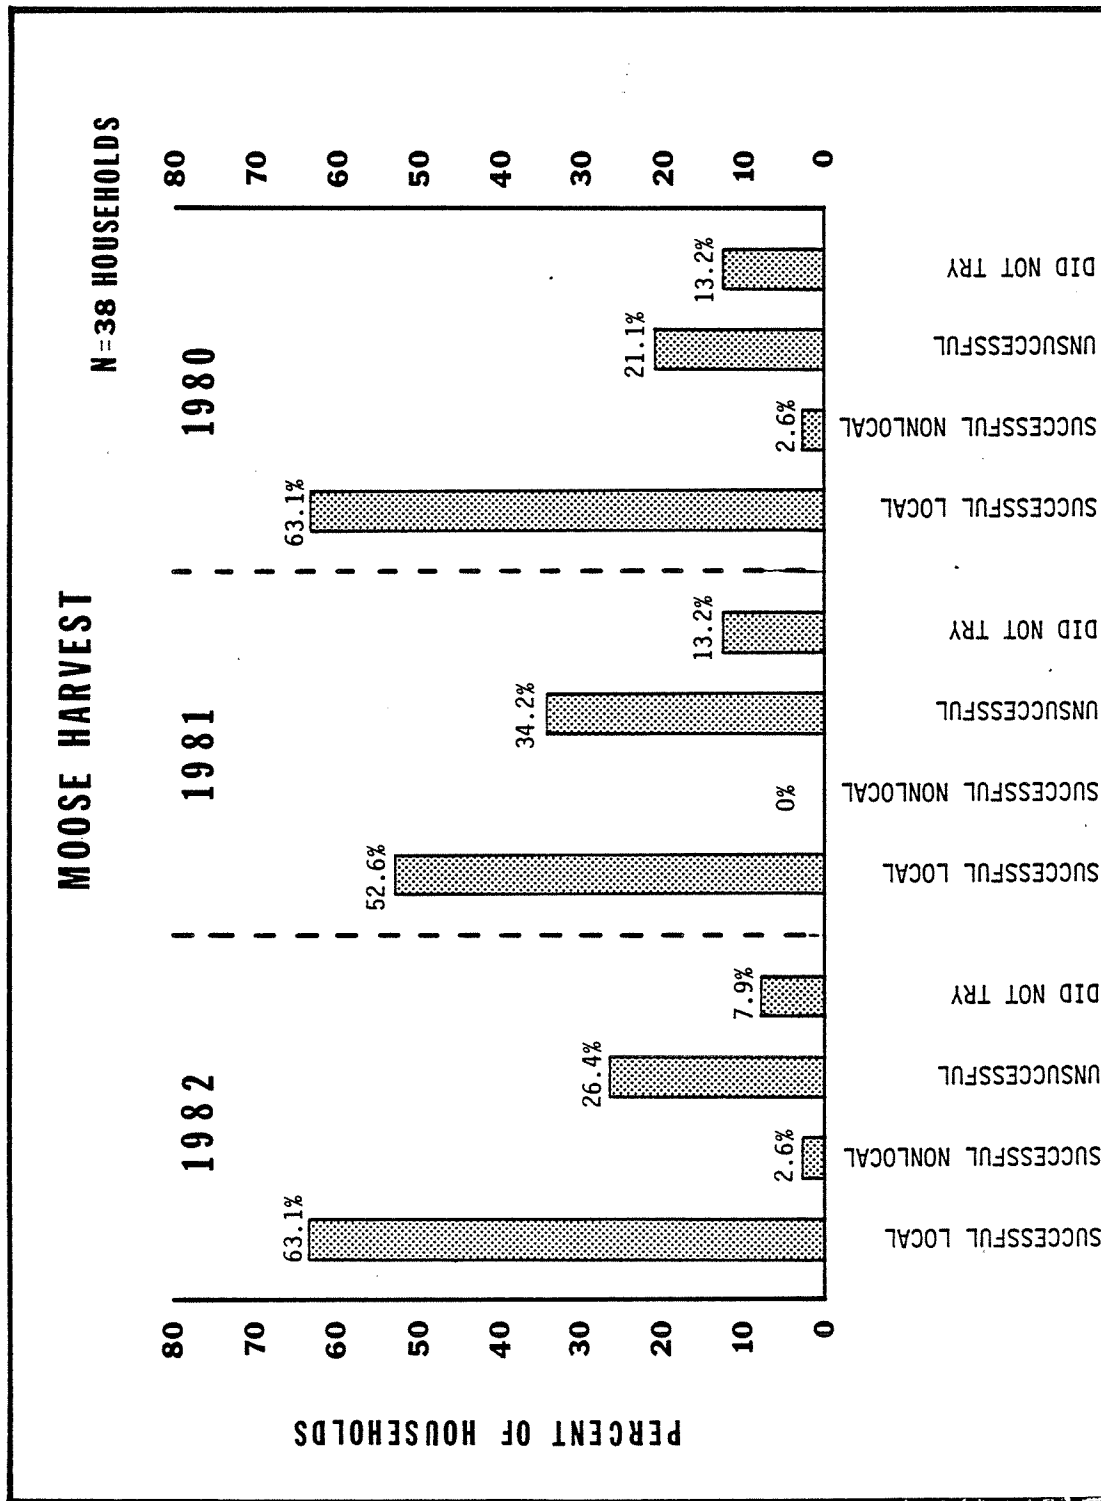 MOOSE HARVEST
N=38 HOUSEHOLDS
1982
1981
1980
PERCENT OF HOUSEHOLDS
80
70
60
50
40
30
20
10
0
63.1%
2.6%
26.4%
7.9%
52.6%
0%
34.2%
13.2%
63.1%
2.6%
21.1%
13.2%
80
70
60
50
40
30
20
10
0
SUCCESSFUL LOCAL
SUCCESSFUL NONLOCAL
UNSUCCESSFUL
DID NOT TRY
SUCCESSFUL LOCAL
SUCCESSFUL NONLOCAL
UNSUCCESSFUL
DID NOT TRY
SUCCESSFUL LOCAL
SUCCESSFUL NONLOCAL
UNSUCCESSFUL
DID NOT TRY